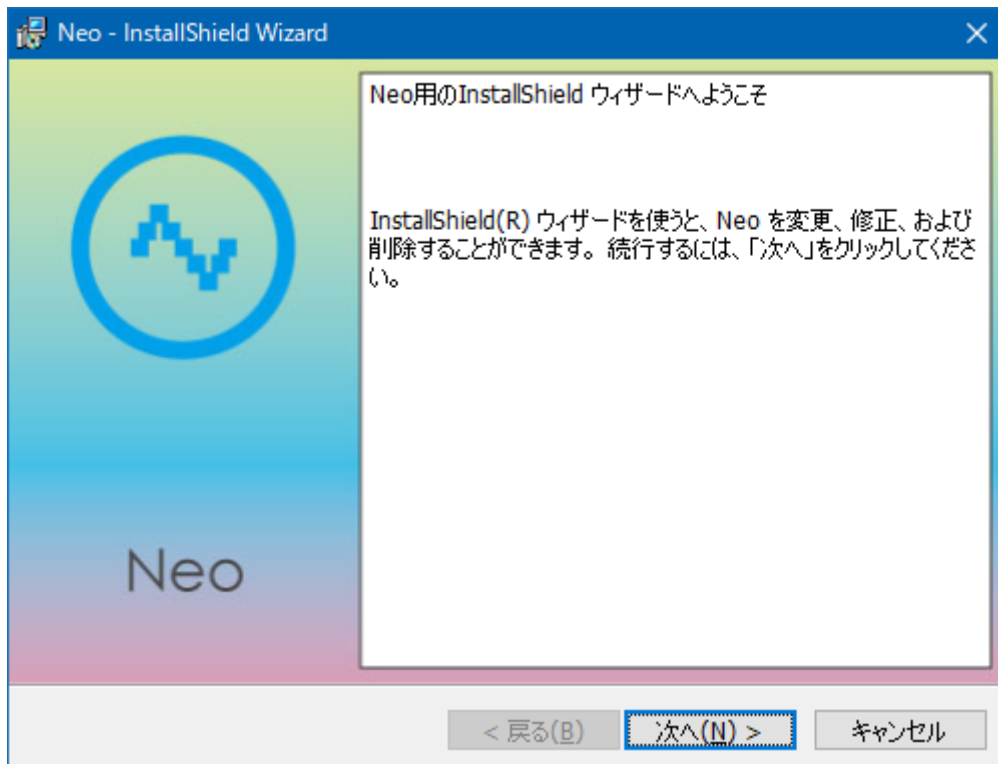 Neo - InstallShield Wizard
Neo用のInstallShield ウィザードへようこそ
InstallShield(R) ウィザードを使うと、Neo を変更、修正、および
削除することができます。続行するには、「次へ」をクリックしてくださ
い。
Neo
< 戻る(B)
次へ(N) >
キャンセル